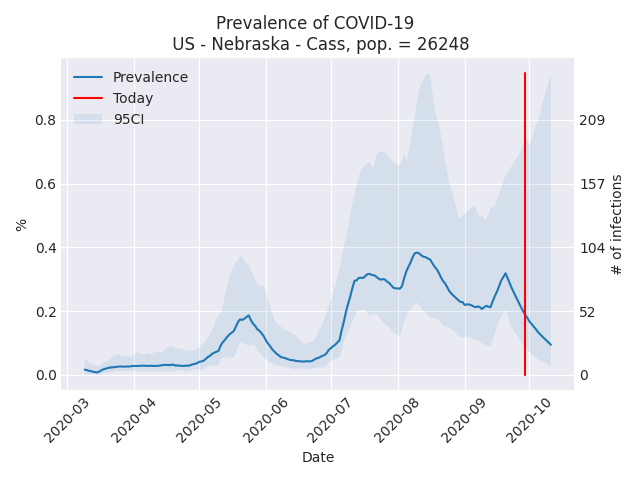 Prevalence of COVID-19
US - Nebraska - Cass, pop. = 26248
Prevalence
Today
95CI
%
0.8
0.6
0.4
0.2
0.0
209
157
104
52
0
# of infections
2020-03
2020-04
2020-05
2020-06
2020-07
2020-08
2020-09
2020-10
Date